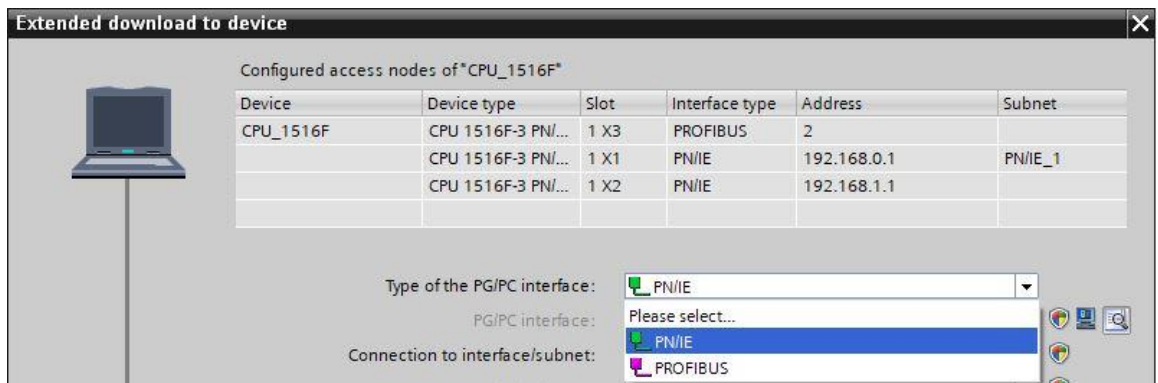 Extended download to device
Configured access nodes of "CPU_1516F"
Device Device type Slot Interface type Address Subnet
CPU_1516F CPU 1516F-3 PN/... 1 X3 PROFIBUS 2
CPU 1516F-3 PN/... 1 X1 PN/IE 192.168.0.1 PN/IE_1
CPU 1516F-3 PN/... 1 X2 PN/IE 192.168.1.1
Type of the PG/PC interface: PN/IE
PG/PC interface: Please select...
PN/IE
Connection to interface/subnet:
PROFIBUS